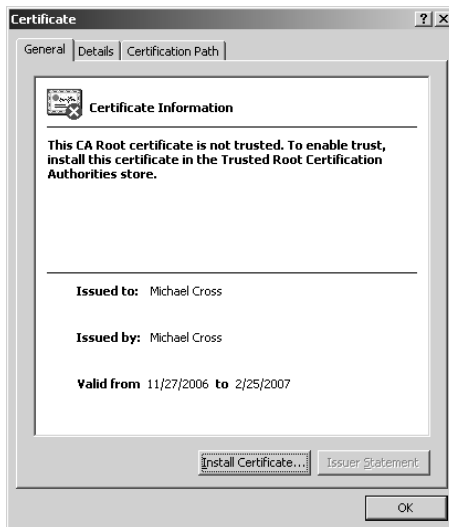 Certificate
General Details Certification Path
Certificate Information
This CA Root certificate is not trusted. To enable trust,
install this certificate in the Trusted Root Certification
Authorities store.
Issued to: Michael Cross
Issued by: Michael Cross
Valid from 11/27/2006 to 2/25/2007
Install Certificate... Issuer Statement
OK